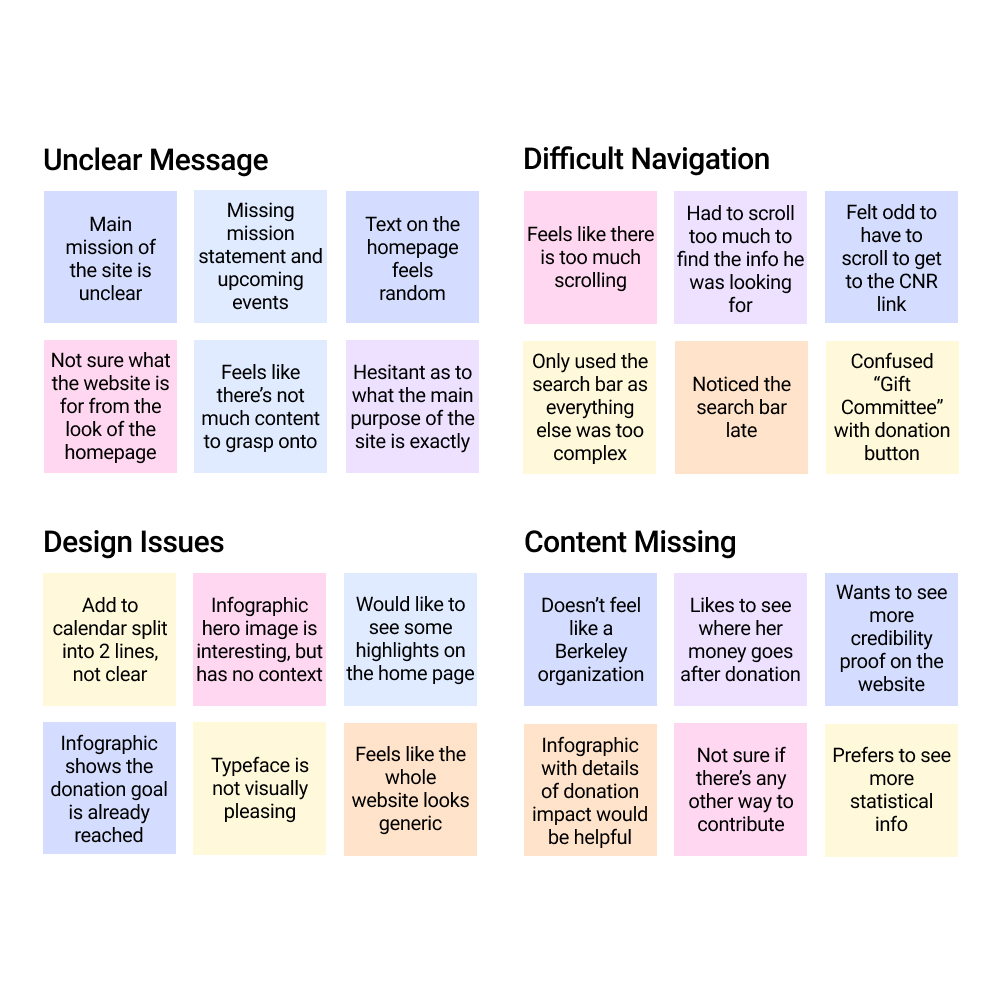 Unclear Message
Main
mission of
the site is
unclear
Missing
mission
statement and
upcoming
events
Text on the
homepage
feels
random
Not sure what
the website is
for from the
look of the
homepage
Feels like
there’s not
much content
to grasp onto
Hesitant as to
what the main
purpose of the
site is exactly
Difficult Navigation
Feels like there
is too much
scrolling
Had to scroll
too much to
find the info he
was looking
for
Felt odd to
have to
scroll to get
to the CNR
link
Only used the
search bar as
everything
else was too
complex
Noticed the
search bar
late
Confused
“Gift
Committee”
with donation
button
Design Issues
Add to
calendar split
into 2 lines,
not clear
Infographic
hero image is
interesting, but
has no context
Would like to
see some
highlights on
the home page
Infographic
shows the
donation goal
is already
reached
Typeface is
not visually
pleasing
Feels like the
whole
website looks
generic
Content Missing
Doesn’t feel
like a
Berkeley
organization
Likes to see
where her
money goes
after donation
Wants to see
more
credibility
proof on the
website
Infographic
with details
of donation
impact would
be helpful
Not sure if
there’s any
other way to
contribute
Prefers to see
more
statistical
info